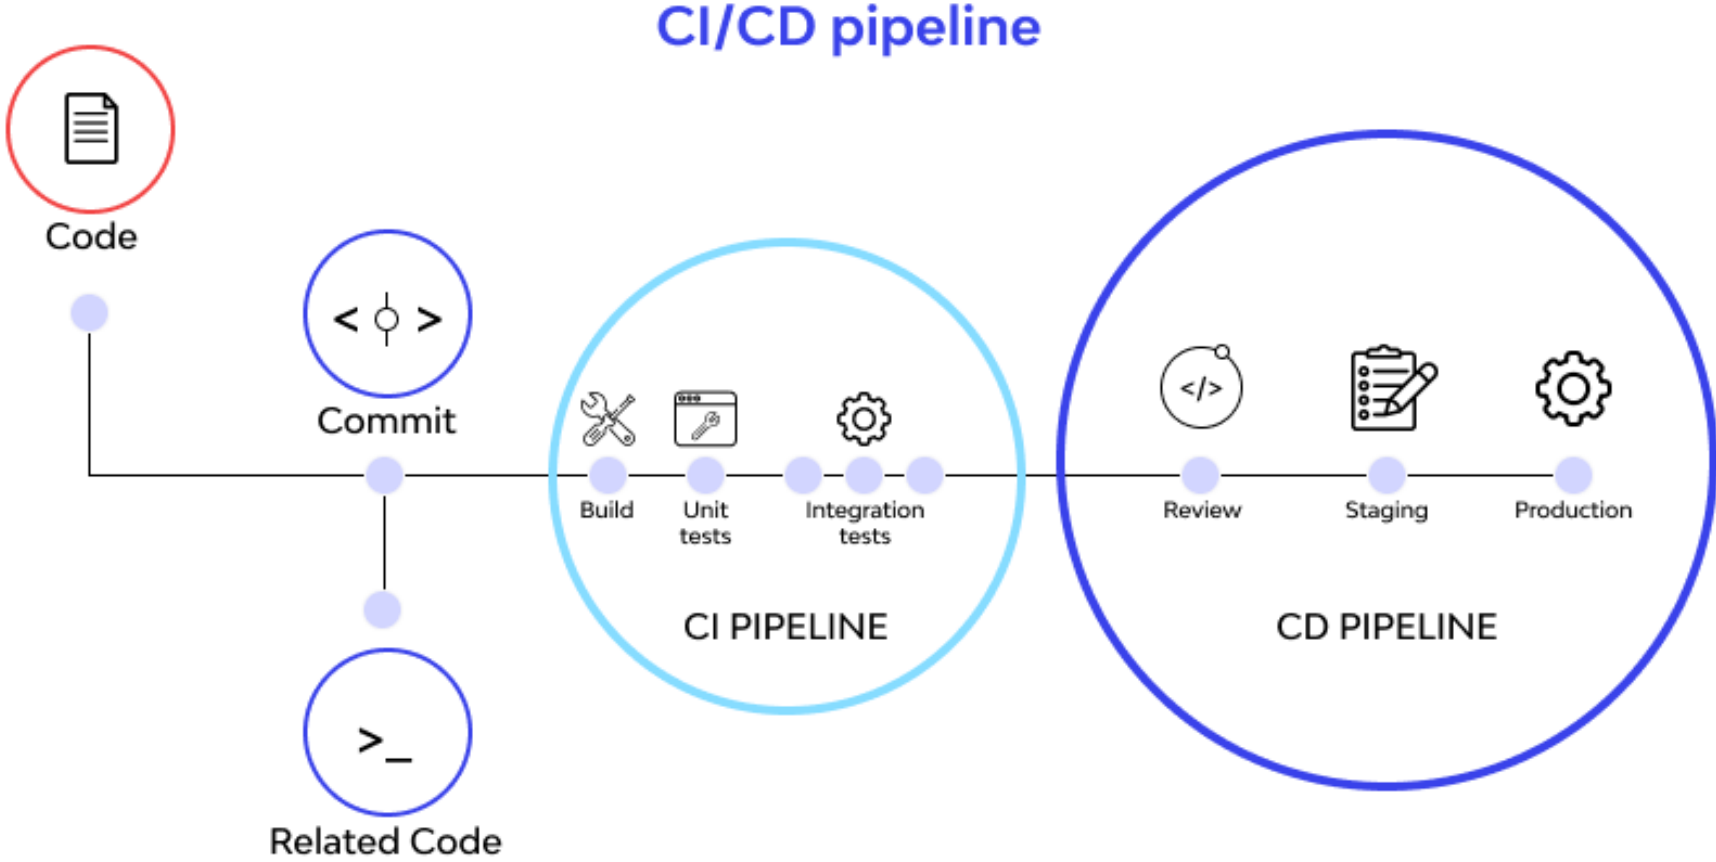 CI/CD pipeline
Code
< >
Commit
Build
Unit
tests
Integration
tests
CI PIPELINE
</>
Review
Staging
Production
CD PIPELINE
>_
Related Code